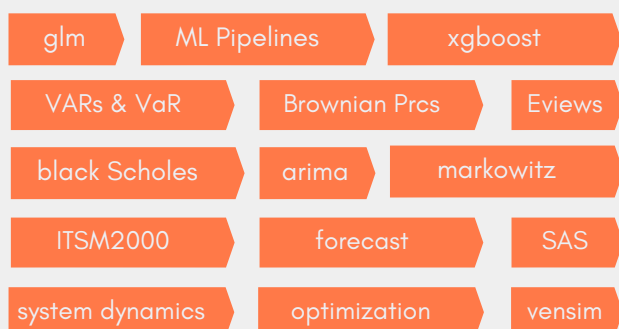 glm ML Pipelines xgboost
VARs & VaR Brownian Prcs Eviews
black Scholes arima markowitz
ITSM2000 forecast SAS
system dynamics optimization vensim